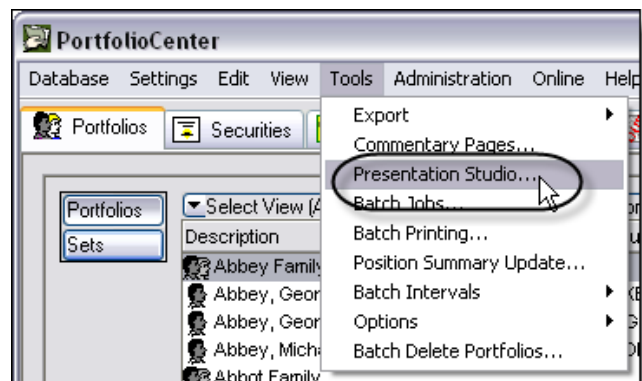 PortfolioCenter
Database Settings Edit View Tools Administration Online Help
Portfolios Securities
Export
Commentary Pages...
Presentation Studio...
Batch Jobs...
Batch Printing...
Position Summary Update...
Batch Intervals
Options
Batch Delete Portfolios...
Portfolios
Sets
Select View
Description
Abbey Family
Abbey, Geor
Abbey, Geor
Abbey, Mich
Abbot Family